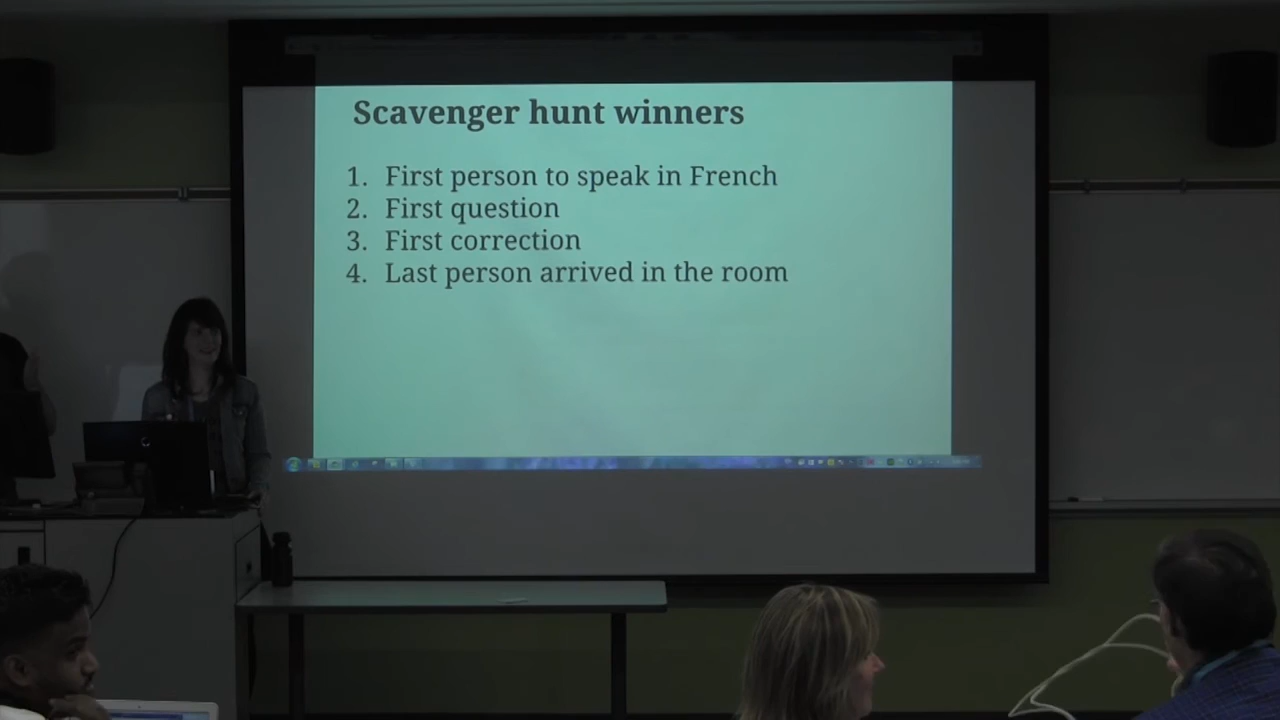 Scavenger hunt winners
1. First person to speak in French
2. First question
3. First correction
4. Last person arrived in the room